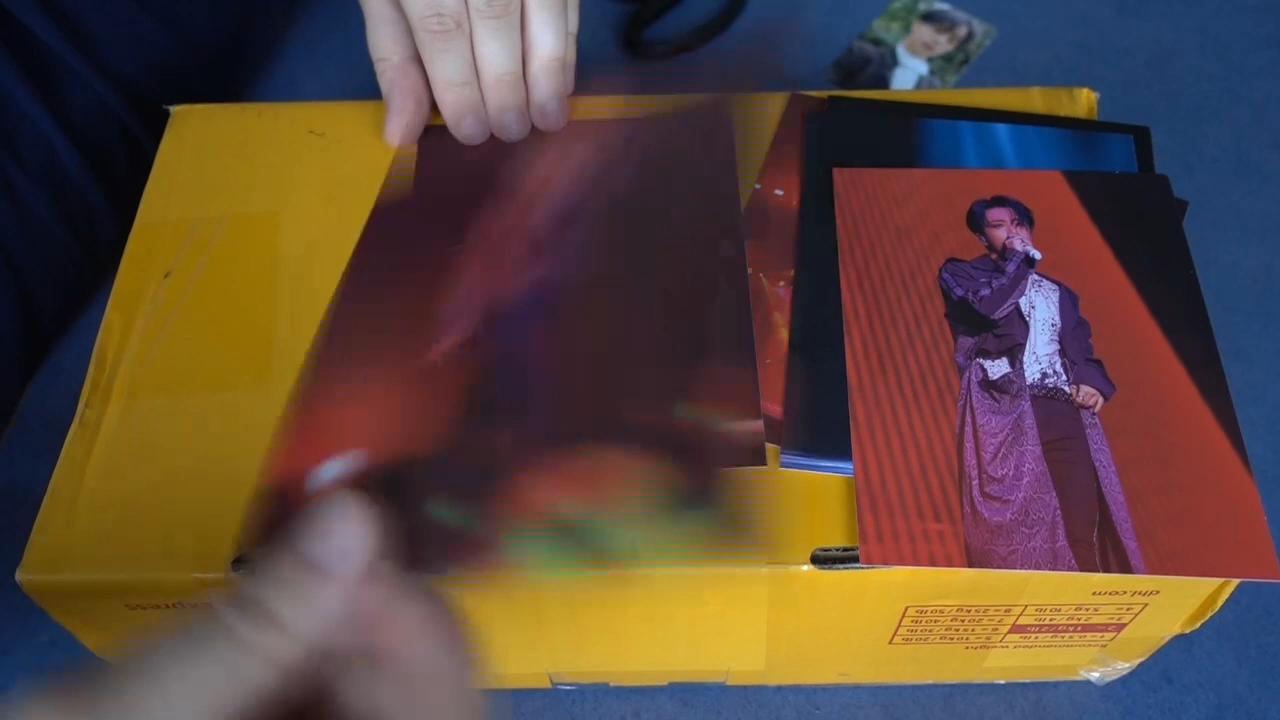 Express
dhl.com
Recommended weight
1=0.5kg/1lb
2= 1kg/2lb
3= 2kg/4lb
4= 5kg/10lb
5=10kg/20lb
6=15kg/30lb
7=20kg/40lb
8=25kg/50lb